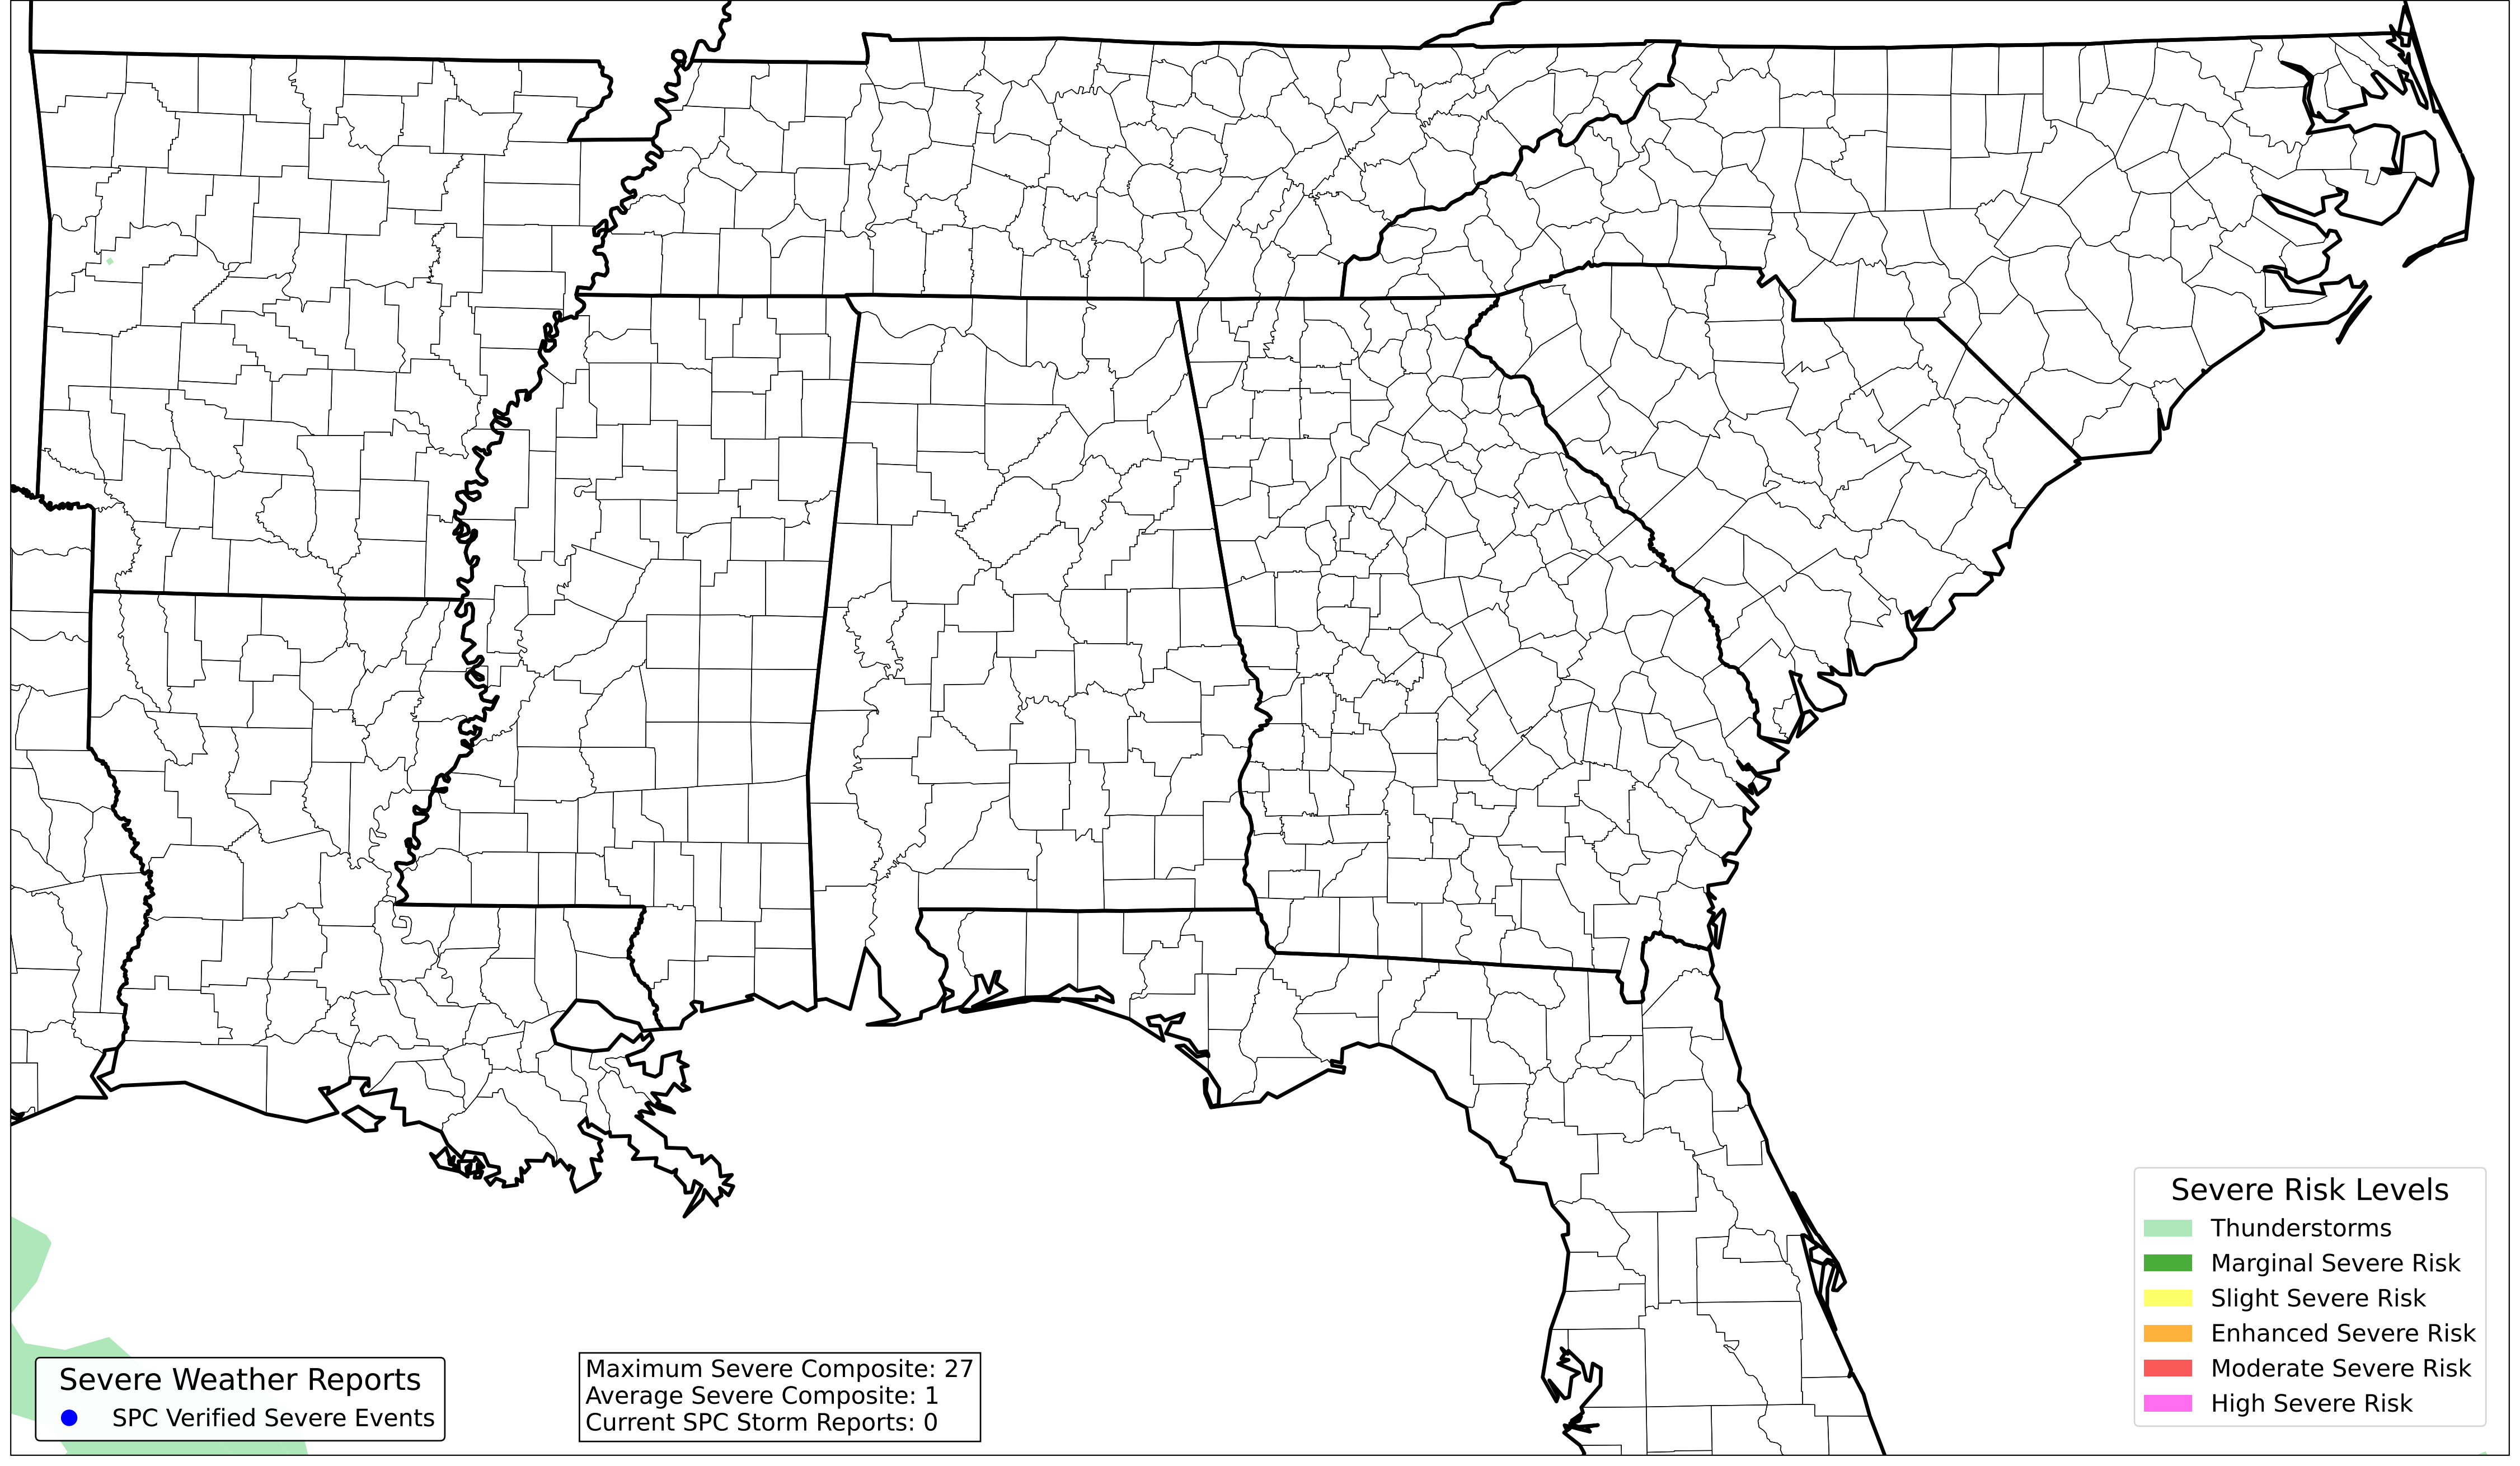 Severe Weather Reports
SPC Verified Severe Events
Maximum Severe Composite: 27
Average Severe Composite: 1
Current SPC Storm Reports: 0
Severe Risk Levels
Thunderstorms
Marginal Severe Risk
Slight Severe Risk
Enhanced Severe Risk
Moderate Severe Risk
High Severe Risk